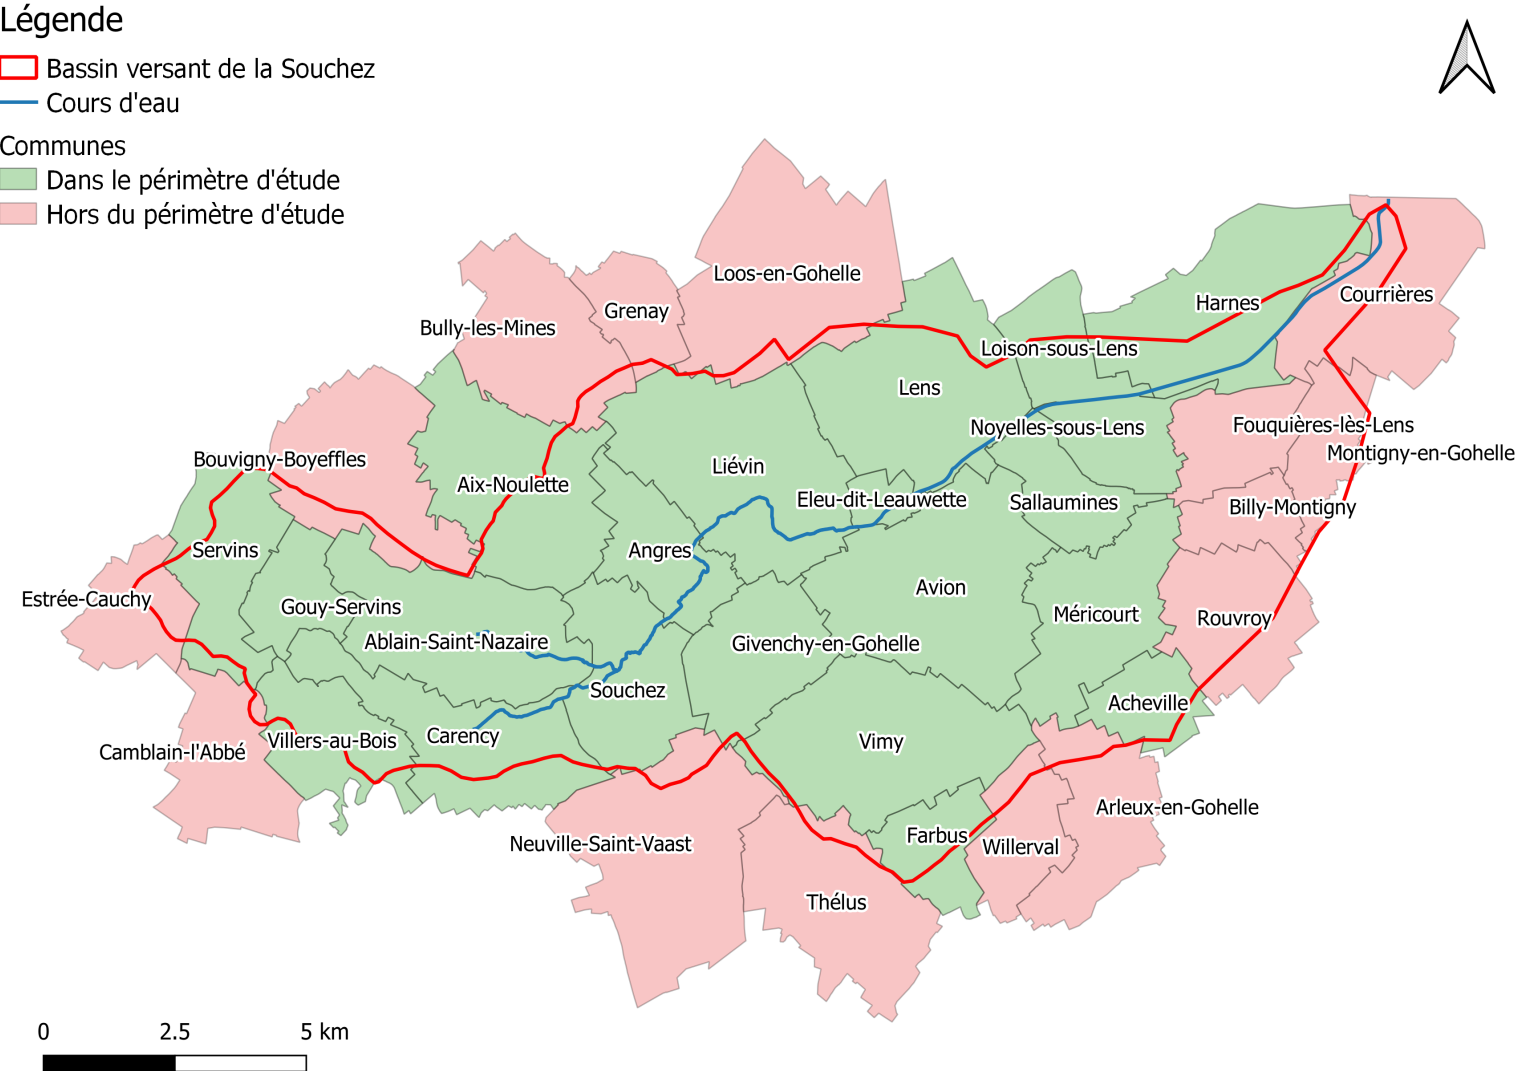 Légende
Bassin versant de la Souchez
Cours d'eau
Communes
Dans le périmètre d'étude
Hors du périmètre d'étude
Loos-en-Gohelle
Courrières
Harnes
Grenay
Bully-les-Mines
Loison-sous-Lens
Lens
Fouquières-lès-Lens
Noyelles-sous-Lens
Montigny-en-Gohelle
Bouvigny-Boyeffles
Liévin
Aix-Noulette
Eleu-dit-Leauwette
Sallaumines
Billy-Montigny
Servins
Angres
Avion
Estrée-Cauchy
Gouy-Servins
Méricourt
Rouvroy
Ablain-Saint-Nazaire
Givenchy-en-Gohelle
Souchez
Acheville
Carency
Villers-au-Bois
Vimy
Camblain-l'Abbé
Arleux-en-Gohelle
Farbus
Neuville-Saint-Vaast
Willerval
Thélus
0 2.5 5 km